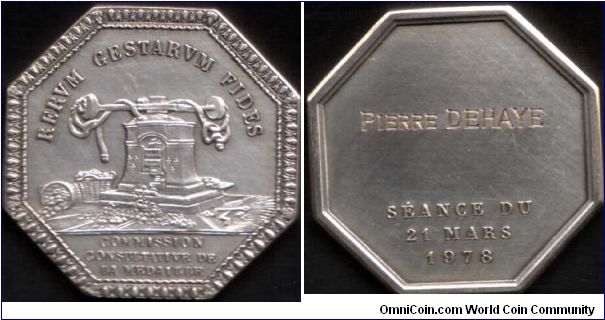 RERVM GESTARVM FIDES
COMMISSION
CONSULTATIVE DE
LA MEDAILLE
PIERRE DEHAYE
SÉANCE DU
21 MARS
1978
OmniCoin.com World Coin Community